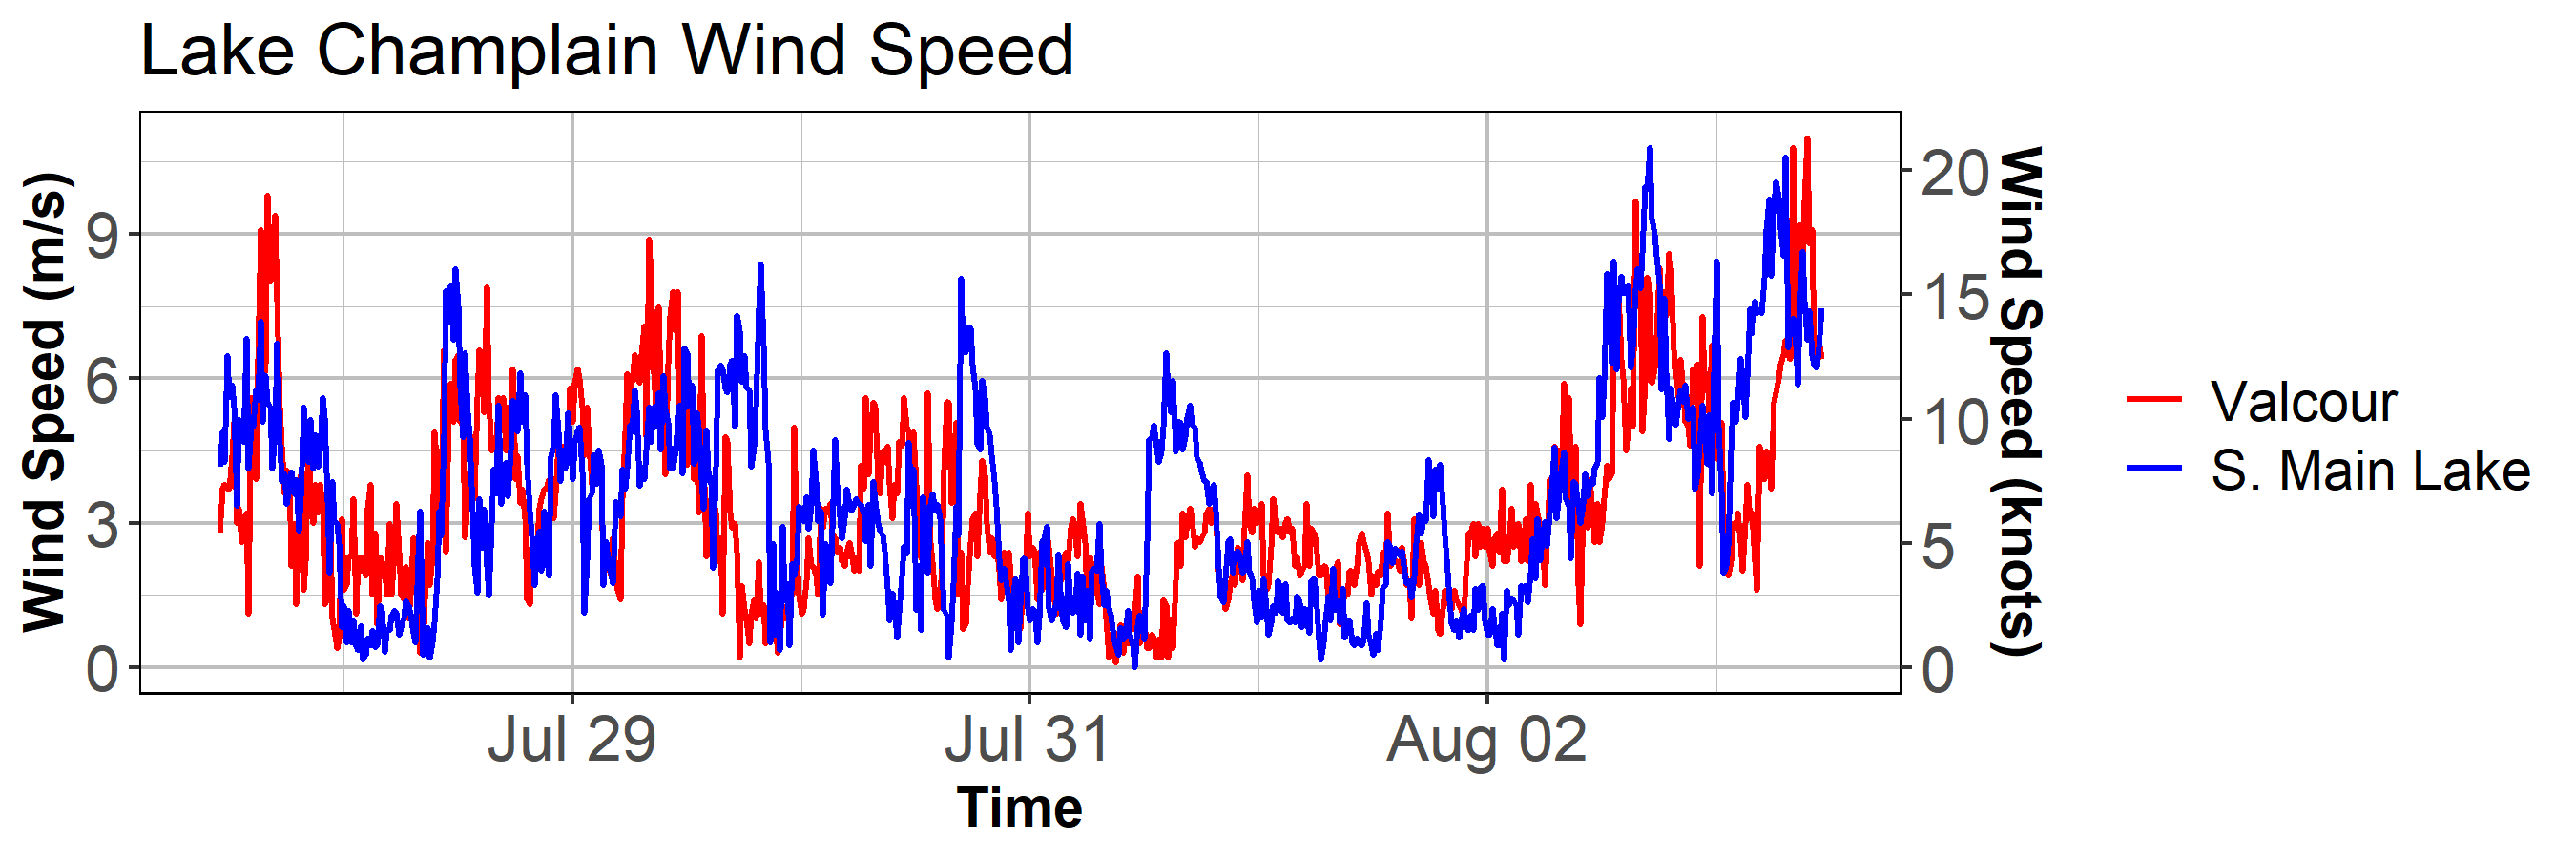 Lake Champlain Wind Speed
Wind Speed (m/s)
9
6
3
0
20
15
10
5
0
Wind Speed (knots)
Jul 29
Jul 31
Aug 02
Time
Valcour
S. Main Lake